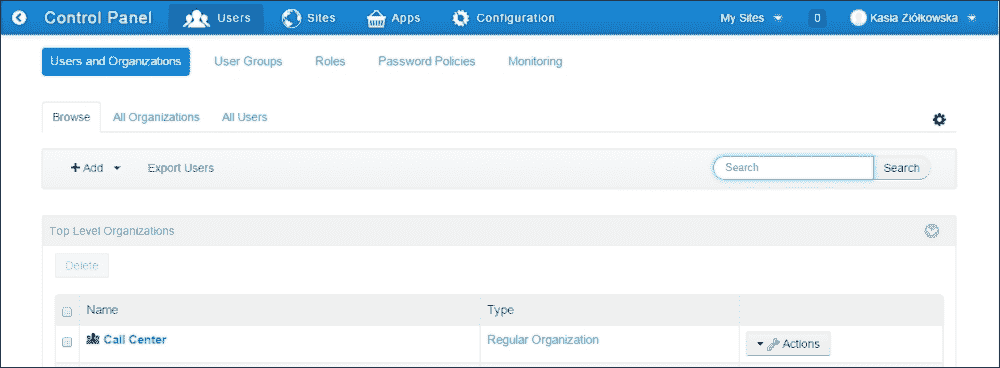 Control Panel Users Sites Apps Configuration My Sites 0 Kasia Ziółkowska
Users and Organizations User Groups Roles Password Policies Monitoring
Browse All Organizations All Users
+ Add Export Users Search Search
Top Level Organizations
Delete
Name Type
Call Center Regular Organization Actions